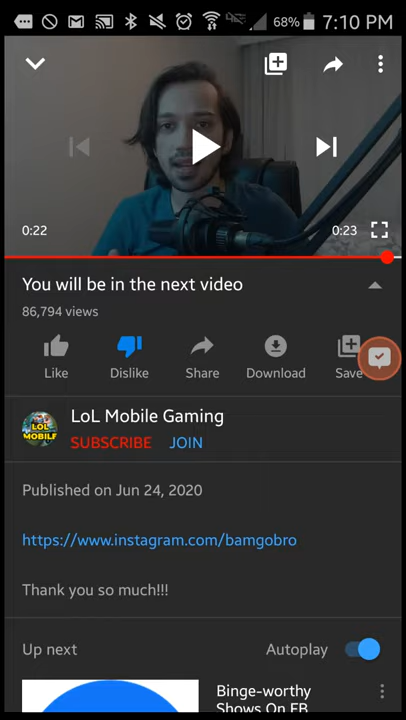 68% 7:10 PM
0:22
0:23
You will be in the next video
86,794 views
Like
Dislike
Share
Download
Save
LOL
MOBILE
LoL Mobile Gaming
SUBSCRIBE JOIN
Published on Jun 24, 2020
https://www.instagram.com/bamgobro
Thank you so much!!!
Up next
Autoplay
Binge-worthy
Shows On FB